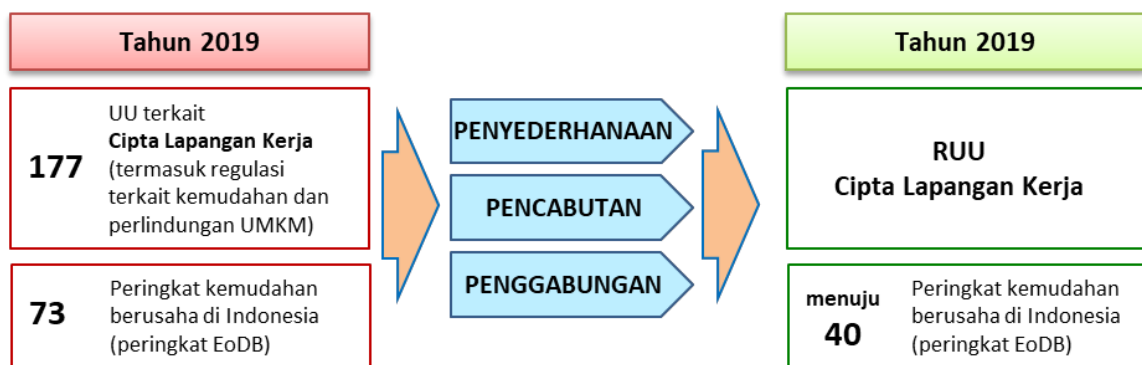 Tahun 2019
177
UU terkait
Cipta Lapangan Kerja
(termasuk regulasi
terkait kemudahan dan
perlindungan UMKM)
73
Peringkat kemudahan
berusaha di Indonesia
(peringkat EoDB)
PENYEDERHANAAN
PENCABUTAN
PENGGABUNGAN
Tahun 2019
RUU
Cipta Lapangan Kerja
menuju
40
Peringkat kemudahan
berusaha di Indonesia
(peringkat EoDB)